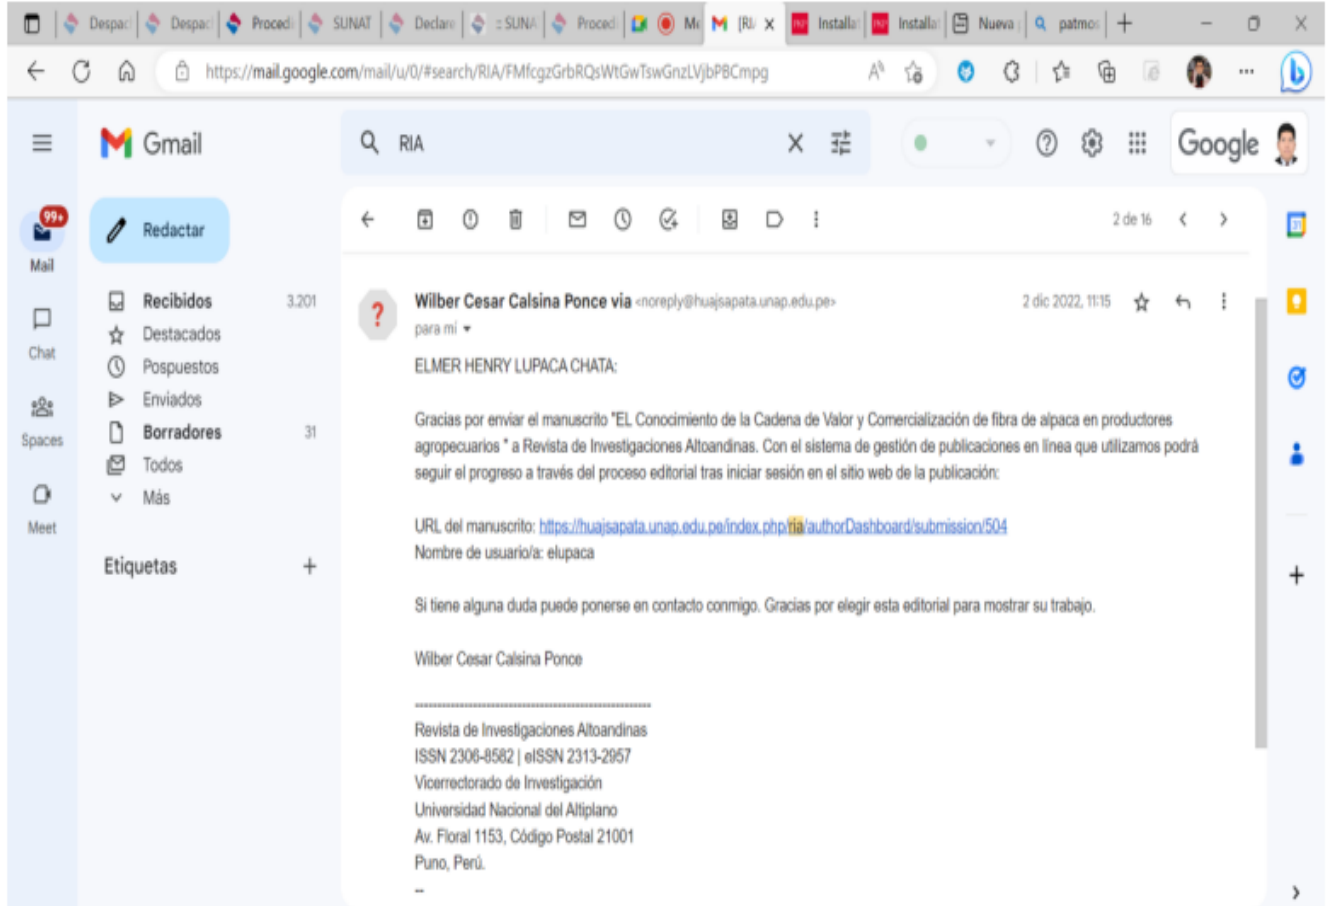 Despac Despac Proced SUNAT Declare :: SUNA Proced Me [RI Installa Installa Nueva patmos
https://mail.google.com/mail/u/0/#search/RIA/FMfcgzGrbRQsWtGwTswGnzLVjbPBCmpg
Gmail
RIA
Google
99+
Mail
Chat
Spaces
Meet
Redactar
Recibidos 3.201
Destacados
Pospuestos
Enviados
Borradores 31
Todos
Más
Etiquetas
2 de 16
Wilber Cesar Calsina Ponce via <noreply@huajsapata.unap.edu.pe> 2 dic 2022, 11:15
para mí
ELMER HENRY LUPACA CHATA:
Gracias por enviar el manuscrito "EL Conocimiento de la Cadena de Valor y Comercialización de fibra de alpaca en productores
agropecuarios " a Revista de Investigaciones Altoandinas. Con el sistema de gestión de publicaciones en línea que utilizamos podrá
seguir el progreso a través del proceso editorial tras iniciar sesión en el sitio web de la publicación:
URL del manuscrito: https://huajsapata.unap.edu.pe/index.php/ria/authorDashboard/submission/504
Nombre de usuario/a: elupaca
Si tiene alguna duda puede ponerse en contacto conmigo. Gracias por elegir esta editorial para mostrar su trabajo.
Wilber Cesar Calsina Ponce
Revista de Investigaciones Altoandinas
ISSN 2306-8582 | eISSN 2313-2957
Vicerrectorado de Investigación
Universidad Nacional del Altiplano
Av. Floral 1153, Código Postal 21001
Puno, Perú.
--